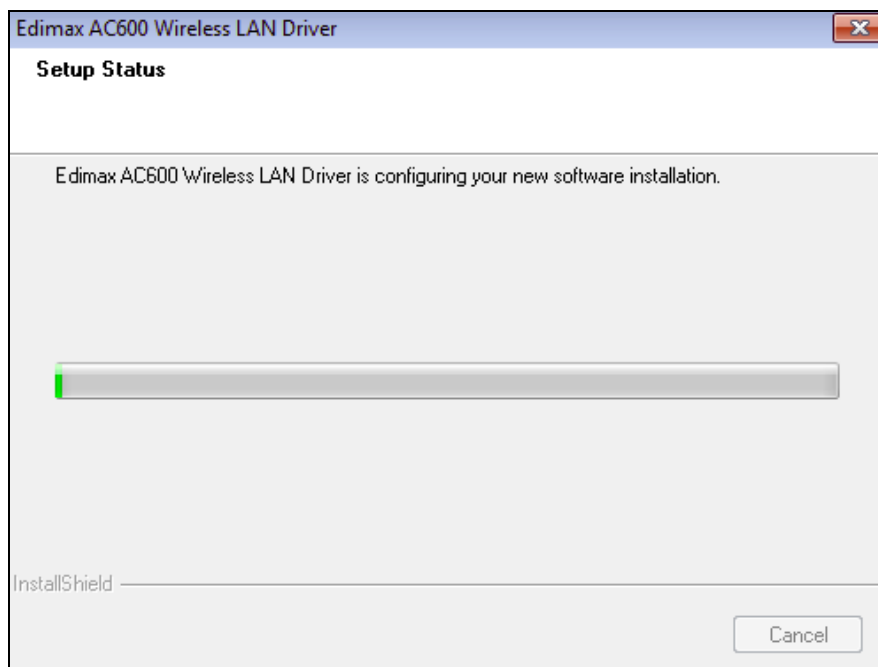 Edimax AC600 Wireless LAN Driver
Setup Status
Edimax AC600 Wireless LAN Driver is configuring your new software installation.
InstallShield
Cancel